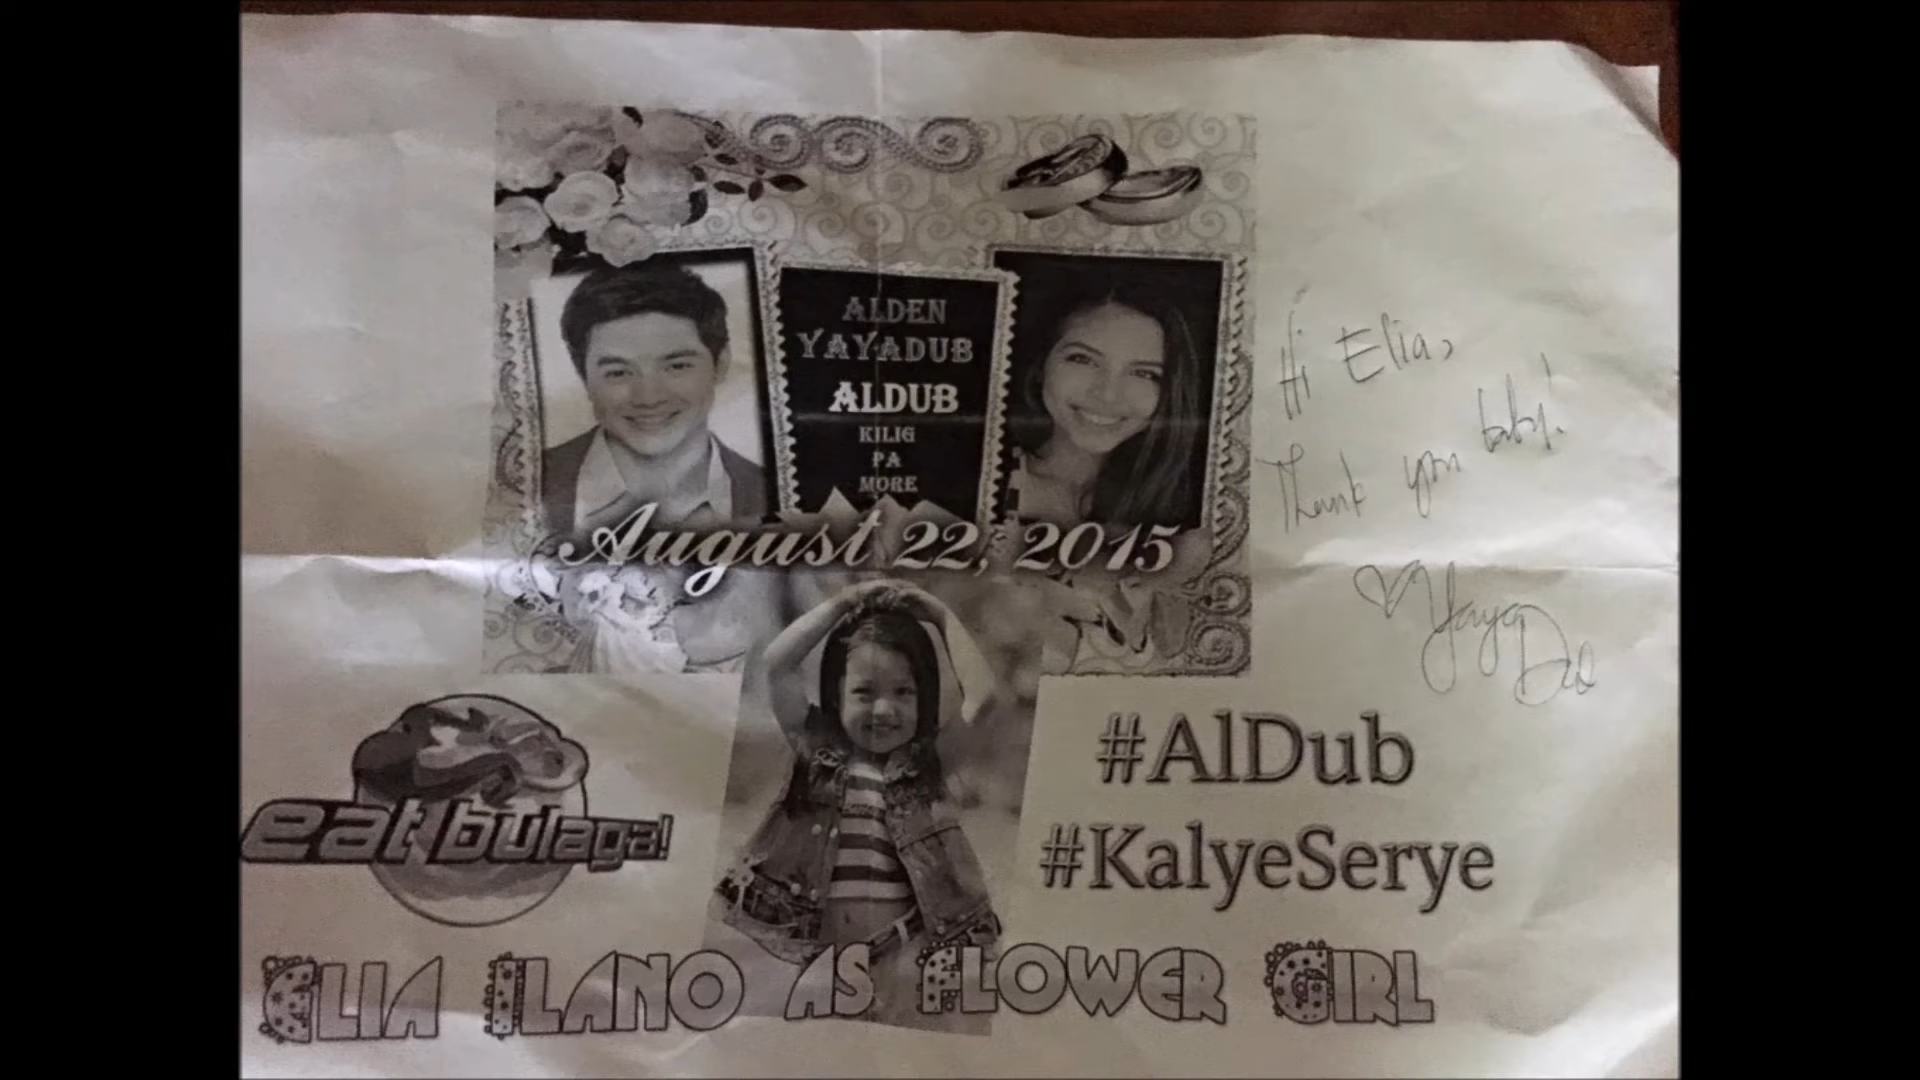 ALDEN
YAYADUB
ALDUB
KILIG
PA
MORE
August 22, 2015
Hi Elia,
Thank you baby!
♡ Yaya Dub
eat bulaga!
#AlDub
#KalyeSerye
ELIA ILANO AS FLOWER GIRL